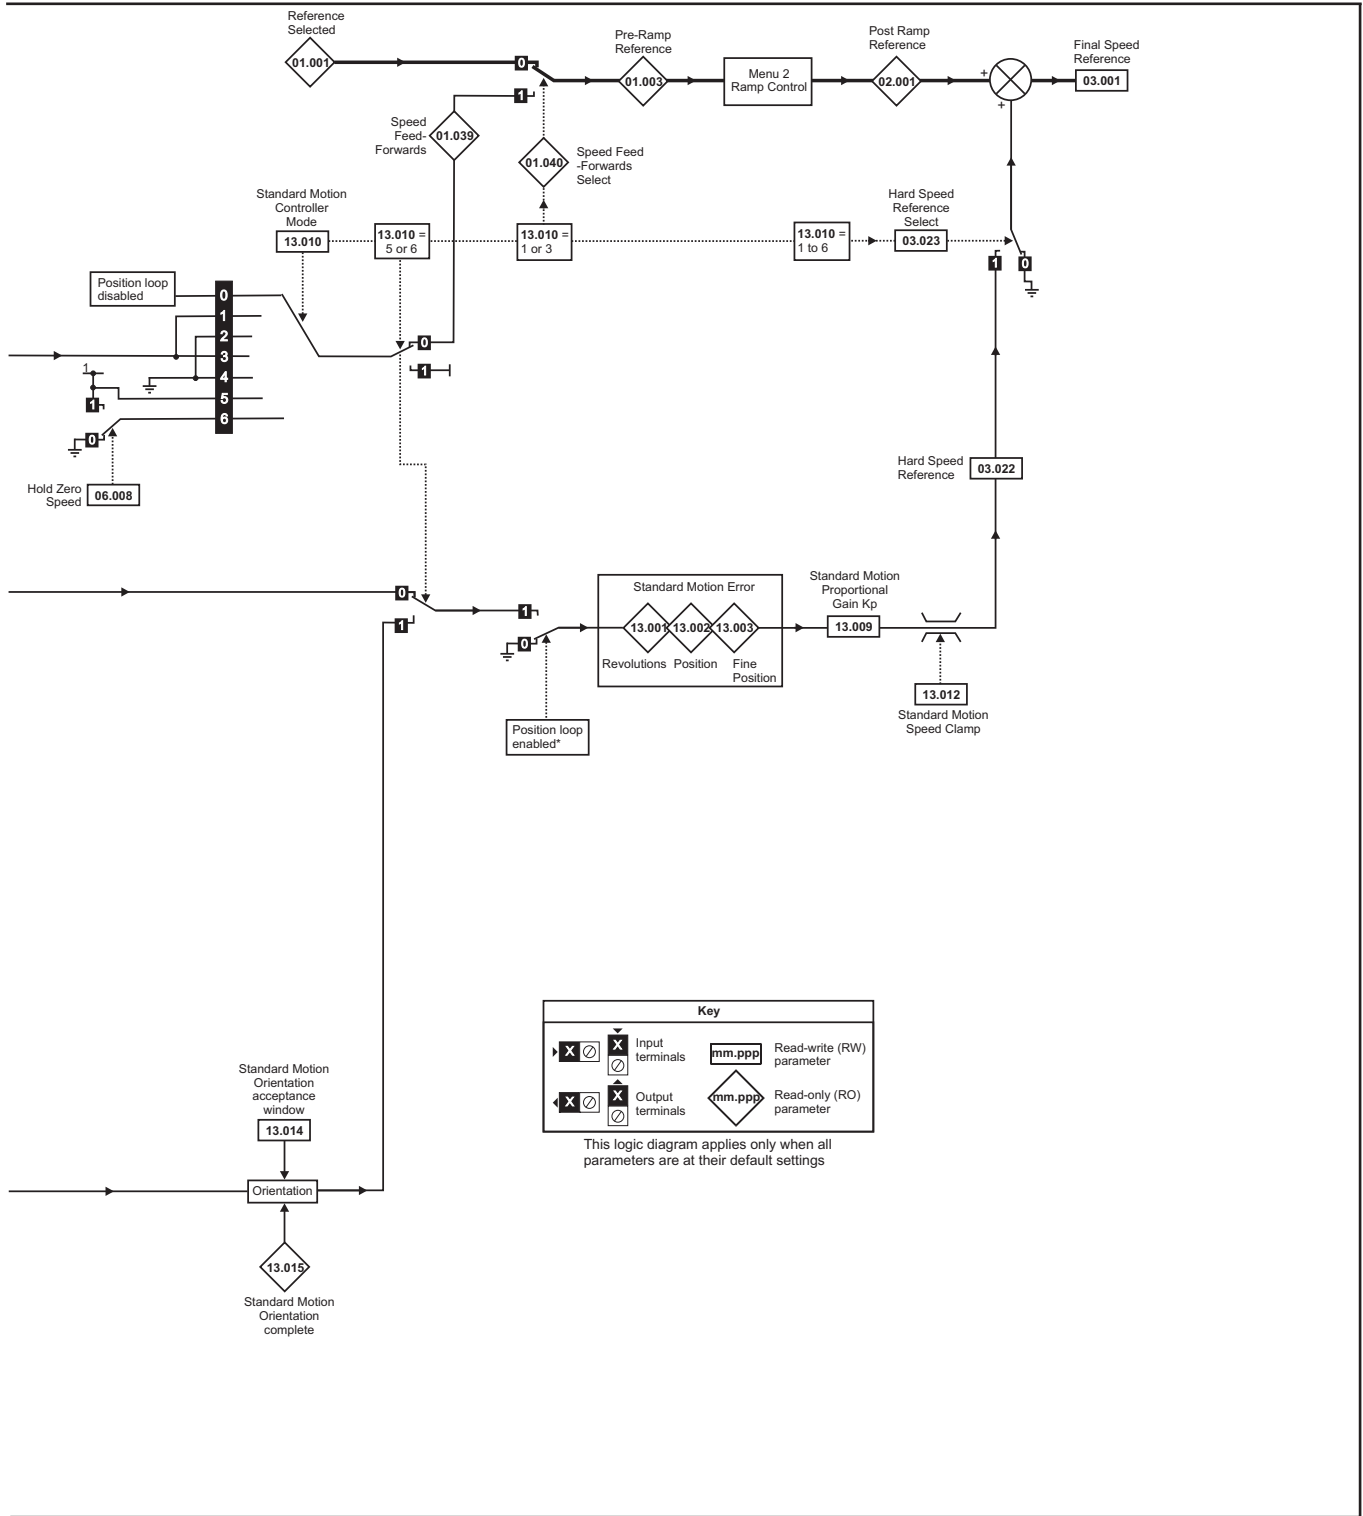 Reference
Selected
01.001
0
1
Pre-Ramp
Reference
01.003
Menu 2
Ramp Control
Post Ramp
Reference
02.001
+
+
Final Speed
Reference
03.001
Speed
Feed-
Forwards
01.039
01.040
Speed Feed
-Forwards
Select
Standard Motion
Controller
Mode
13.010
13.010 =
5 or 6
13.010 =
1 or 3
13.010 =
1 to 6
Hard Speed
Reference
Select
03.023
1
0
Position loop
disabled
0
1
2
3
4
5
6
0
1
1
1
0
Hold Zero
Speed
06.008
Hard Speed
Reference
03.022
0
1
1
0
Position loop
enabled*
Standard Motion Error
13.001
13.002
13.003
Revolutions
Position
Fine
Position
Standard Motion
Proportional
Gain Kp
13.009
13.012
Standard Motion
Speed Clamp
Key
X
X
Input
terminals
mm.ppp
Read-write (RW)
parameter
X
X
Output
terminals
mm.ppp
Read-only (RO)
parameter
This logic diagram applies only when all
parameters are at their default settings
Standard Motion
Orientation
acceptance
window
13.014
Orientation
13.015
Standard Motion
Orientation
complete